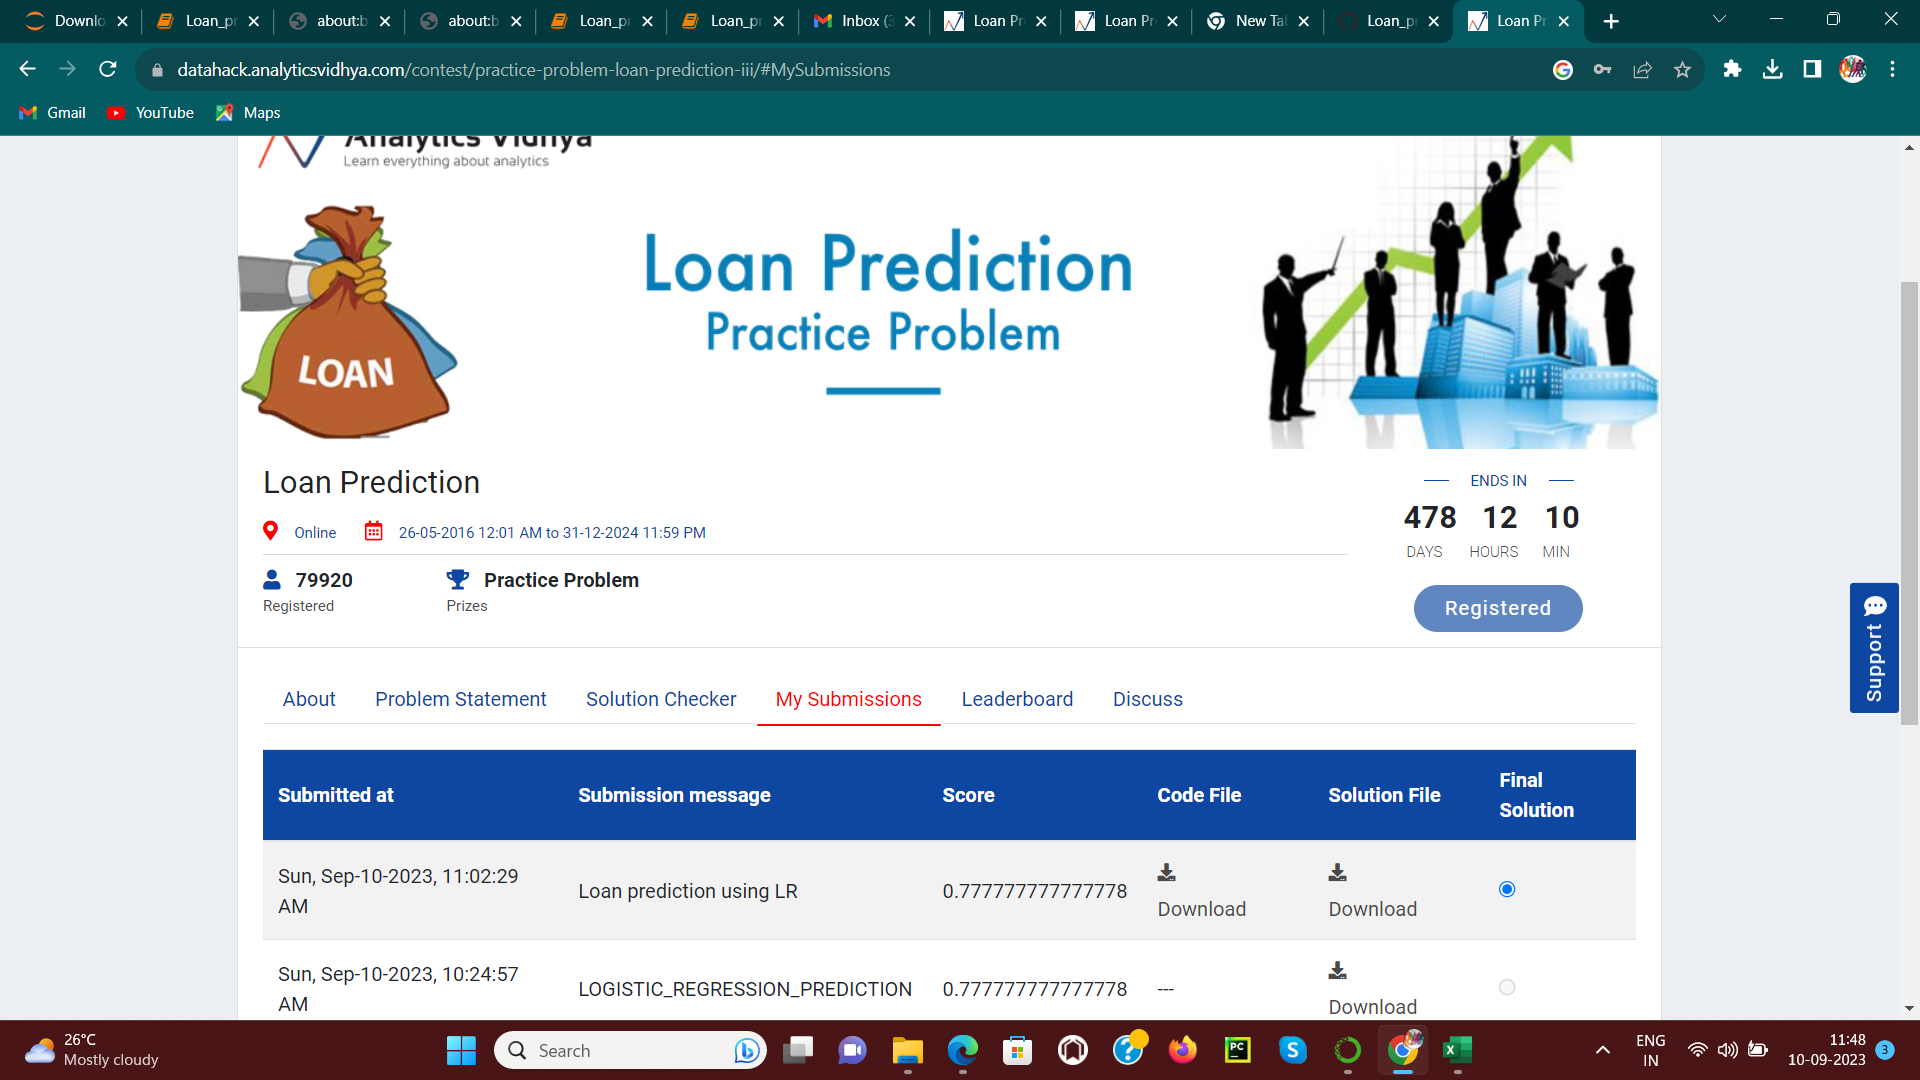 Downlo
Loan_p
about:b
about:b
Loan_p
Loan_p
Inbox (3
Loan Pr
Loan Pr
New Tal
Loan_p
Loan Pr
datahack.analyticsvidhya.com/contest/practice-problem-loan-prediction-iii/#MySubmissions
Gmail
YouTube
Maps
Analytics Vidhya
Learn everything about analytics
Loan Prediction
Practice Problem
LOAN
Loan Prediction
ENDS IN
478 12 10
DAYS HOURS MIN
Online
26-05-2016 12:01 AM to 31-12-2024 11:59 PM
79920
Registered
Practice Problem
Prizes
Registered
Support
About
Problem Statement
Solution Checker
My Submissions
Leaderboard
Discuss
Submitted at
Submission message
Score
Code File
Solution File
Final
Solution
Sun, Sep-10-2023, 11:02:29
AM
Loan prediction using LR
0.777777777777778
Download
Download
Sun, Sep-10-2023, 10:24:57
AM
LOGISTIC_REGRESSION_PREDICTION
0.777777777777778
---
Download
26°C
Mostly cloudy
Search
PC
ENG
IN
11:48
10-09-2023
3